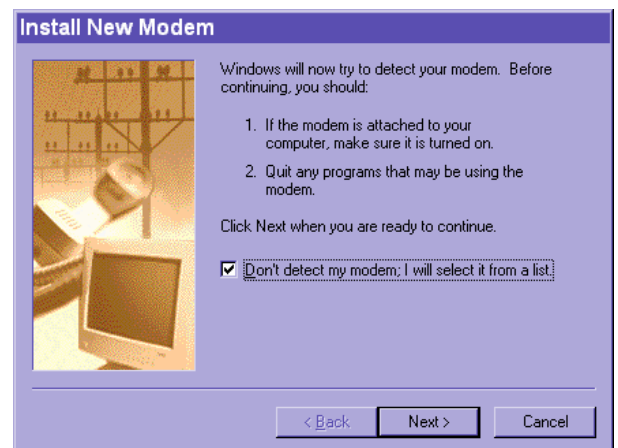 Install New Modem
Windows will now try to detect your modem. Before
continuing, you should:
1. If the modem is attached to your
computer, make sure it is turned on.
2. Quit any programs that may be using the
modem.
Click Next when you are ready to continue.
Don't detect my modem; I will select it from a list.
< Back
Next >
Cancel